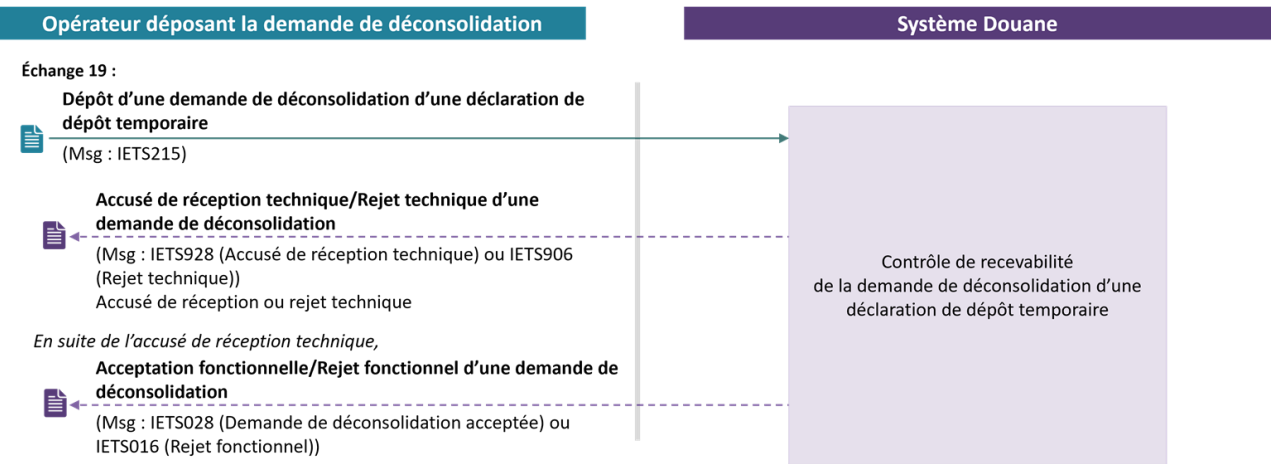 Opérateur déposant la demande de déconsolidation
Système Douane
Échange 19 :
Dépôt d’une demande de déconsolidation d’une déclaration de
dépôt temporaire
(Msg : IETS215)
Accusé de réception technique/Rejet technique d’une
demande de déconsolidation
(Msg : IETS928 (Accusé de réception technique) ou IETS906
(Rejet technique))
Accusé de réception ou rejet technique
En suite de l’accusé de réception technique,
Acceptation fonctionnelle/Rejet fonctionnel d’une demande de
déconsolidation
(Msg : IETS028 (Demande de déconsolidation acceptée) ou
IETS016 (Rejet fonctionnel))
Contrôle de recevabilité
de la demande de déconsolidation d’une
déclaration de dépôt temporaire